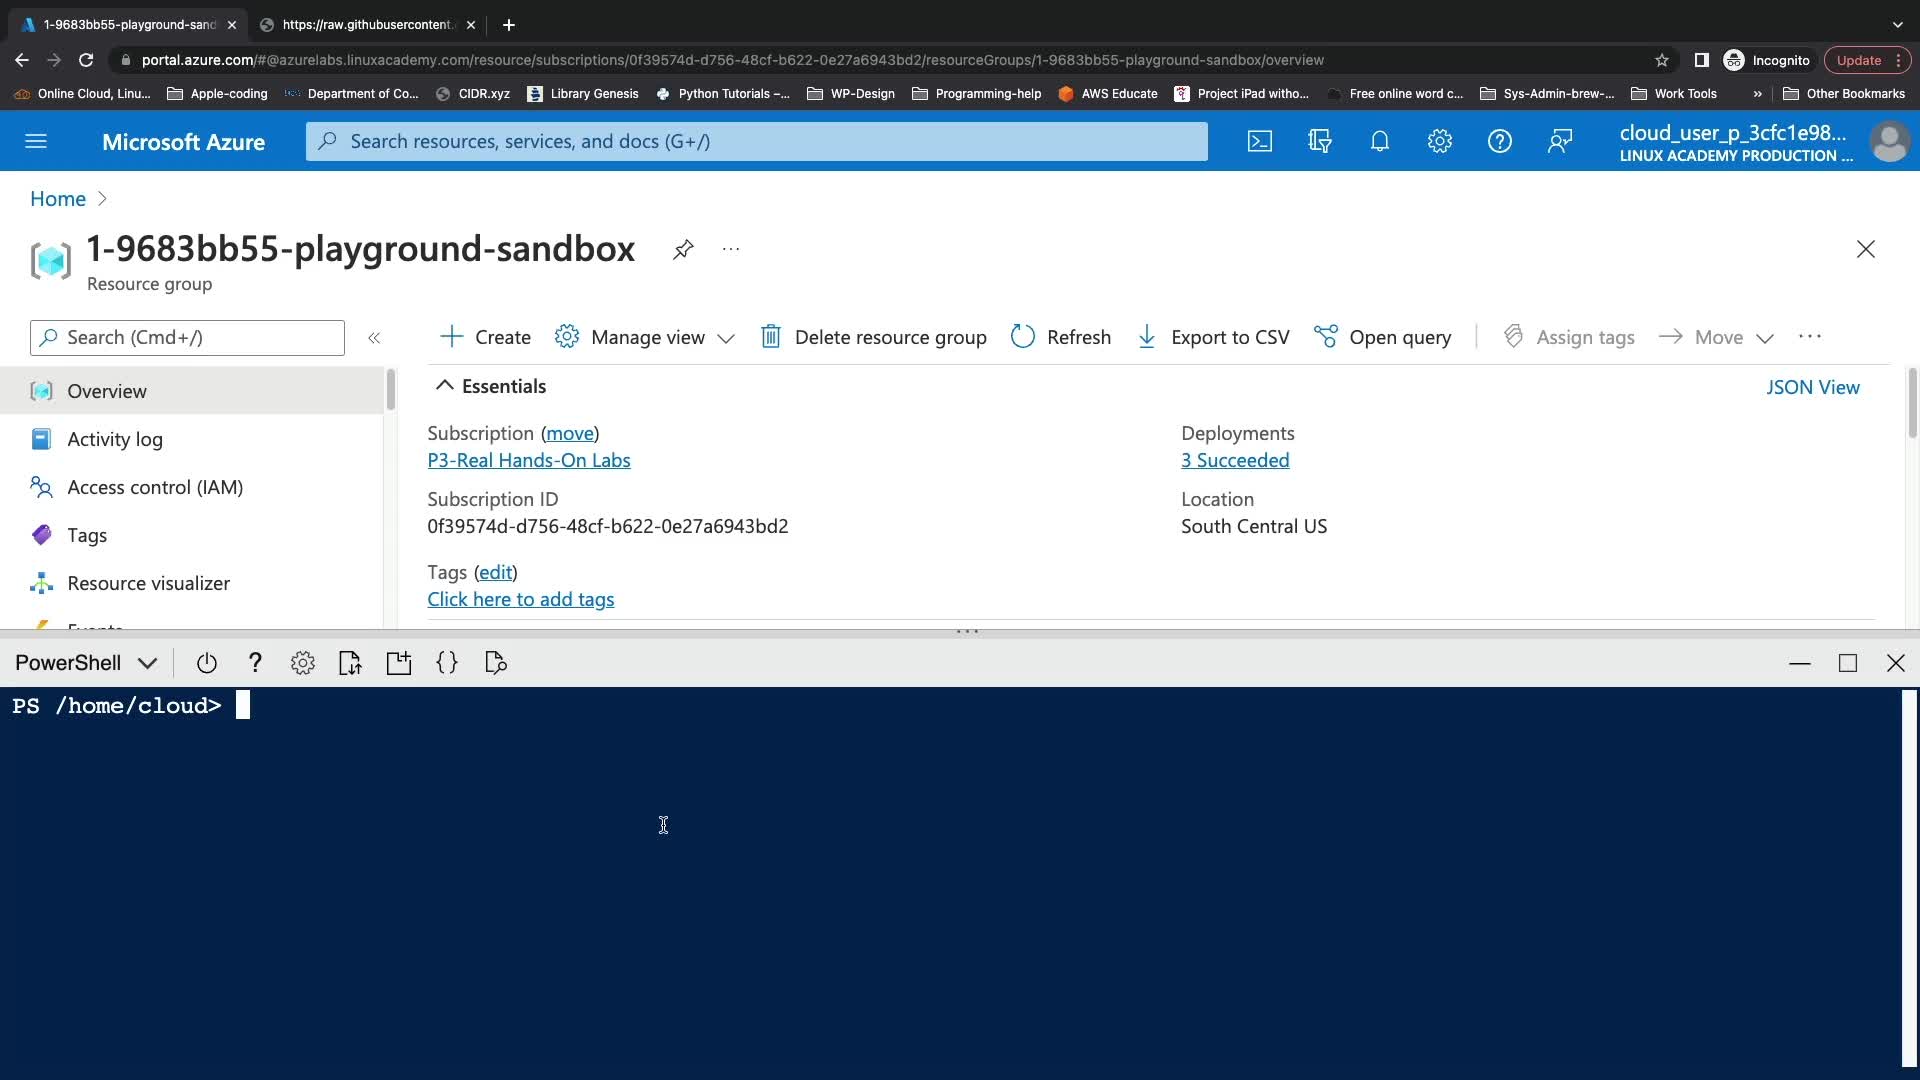 1-9683bb55-playground-sand
https://raw.githubusercontent.
portal.azure.com/#@azurelabs.linuxacademy.com/resource/subscriptions/0f39574d-d756-48cf-b622-0e27a6943bd2/resourceGroups/1-9683bb55-playground-sandbox/overview
Incognito
Update
Online Cloud, Linu...
Apple-coding
Department of Co...
CIDR.xyz
Library Genesis
Python Tutorials –...
WP-Design
Programming-help
AWS Educate
Project iPad witho...
Free online word c...
Sys-Admin-brew-...
Work Tools
»
Other Bookmarks
Microsoft Azure
Search resources, services, and docs (G+/)
cloud_user_p_3cfc1e98...
LINUX ACADEMY PRODUCTION ...
Home
1-9683bb55-playground-sandbox
...
Resource group
Search (Cmd+/)
«
Create
Manage view
Delete resource group
Refresh
Export to CSV
Open query
Assign tags
Move
...
Overview
Activity log
Access control (IAM)
Tags
Resource visualizer
Events
Essentials
JSON View
Subscription (move)
P3-Real Hands-On Labs
Subscription ID
0f39574d-d756-48cf-b622-0e27a6943bd2
Tags (edit)
Click here to add tags
Deployments
3 Succeeded
Location
South Central US
PowerShell
?
{}
PS /home/cloud>